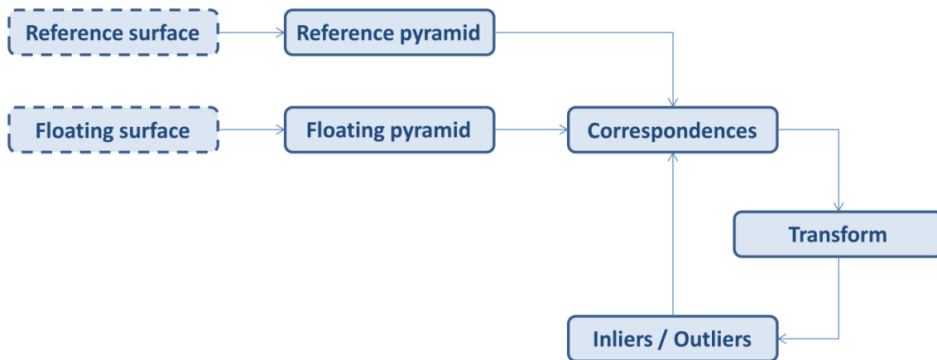 Reference surface
Reference pyramid
Floating surface
Floating pyramid
Correspondences
Transform
Inliers / Outliers